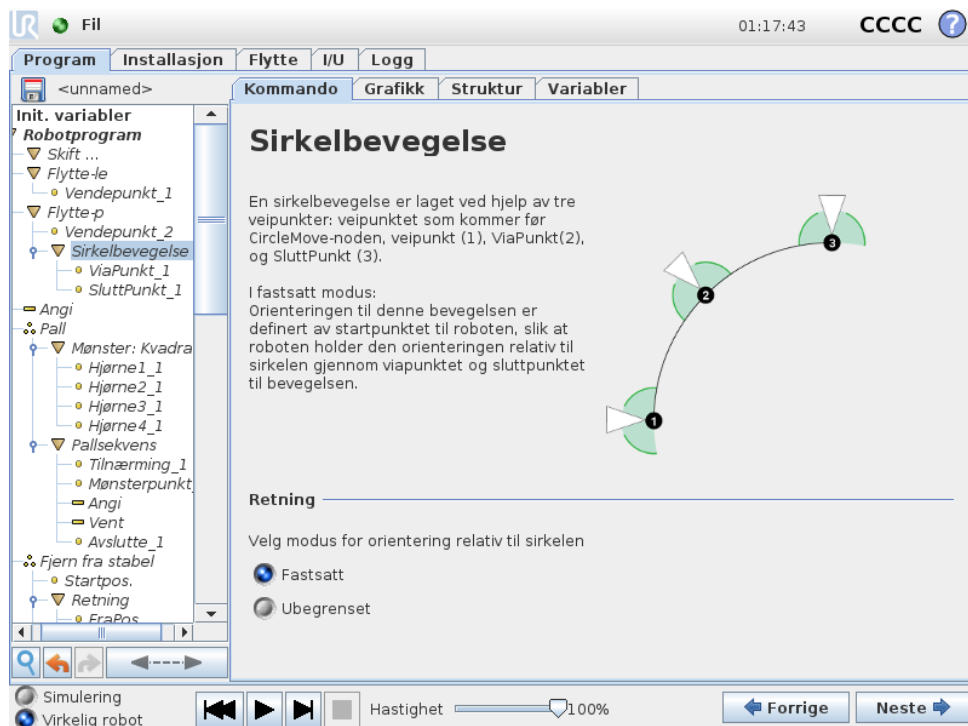 UR Fil 01:17:43 CCCC ?
Program Installasjon Flytte I/U Logg
<unnamed>
Kommando Grafikk Struktur Variabler
Init. variabler
Robotprogram
Skift ...
Flytte-le
Vendepunkt_1
Flytte-p
Vendepunkt_2
Sirkelbevegelse
ViaPunkt_1
SluttPunkt_1
Angi
Pall
Mønster: Kvadra
Hjørne1_1
Hjørne2_1
Hjørne3_1
Hjørne4_1
Pallsekvens
Tilnærming_1
Mønsterpunkt_
Angi
Vent
Avslutte_1
Fjern fra stabel
Startpos.
Retning
FraPos
Sirkelbevegelse
En sirkelbevegelse er laget ved hjelp av tre
veipunkter: veipunktet som kommer før
CircleMove-noden, veipunkt (1), ViaPunkt(2),
og SluttPunkt (3).
I fastsatt modus:
Orienteringen til denne bevegelsen er
definert av startpunktet til roboten, slik at
roboten holder den orienteringen relativ til
sirkelen gjennom viapunktet og sluttpunktet
til bevegelsen.
3
2
1
Retning
Velg modus for orientering relativ til sirkelen
Fastsatt
Ubegrenset
Simulering
Virkelig robot
Hastighet 100%
Forrige Neste